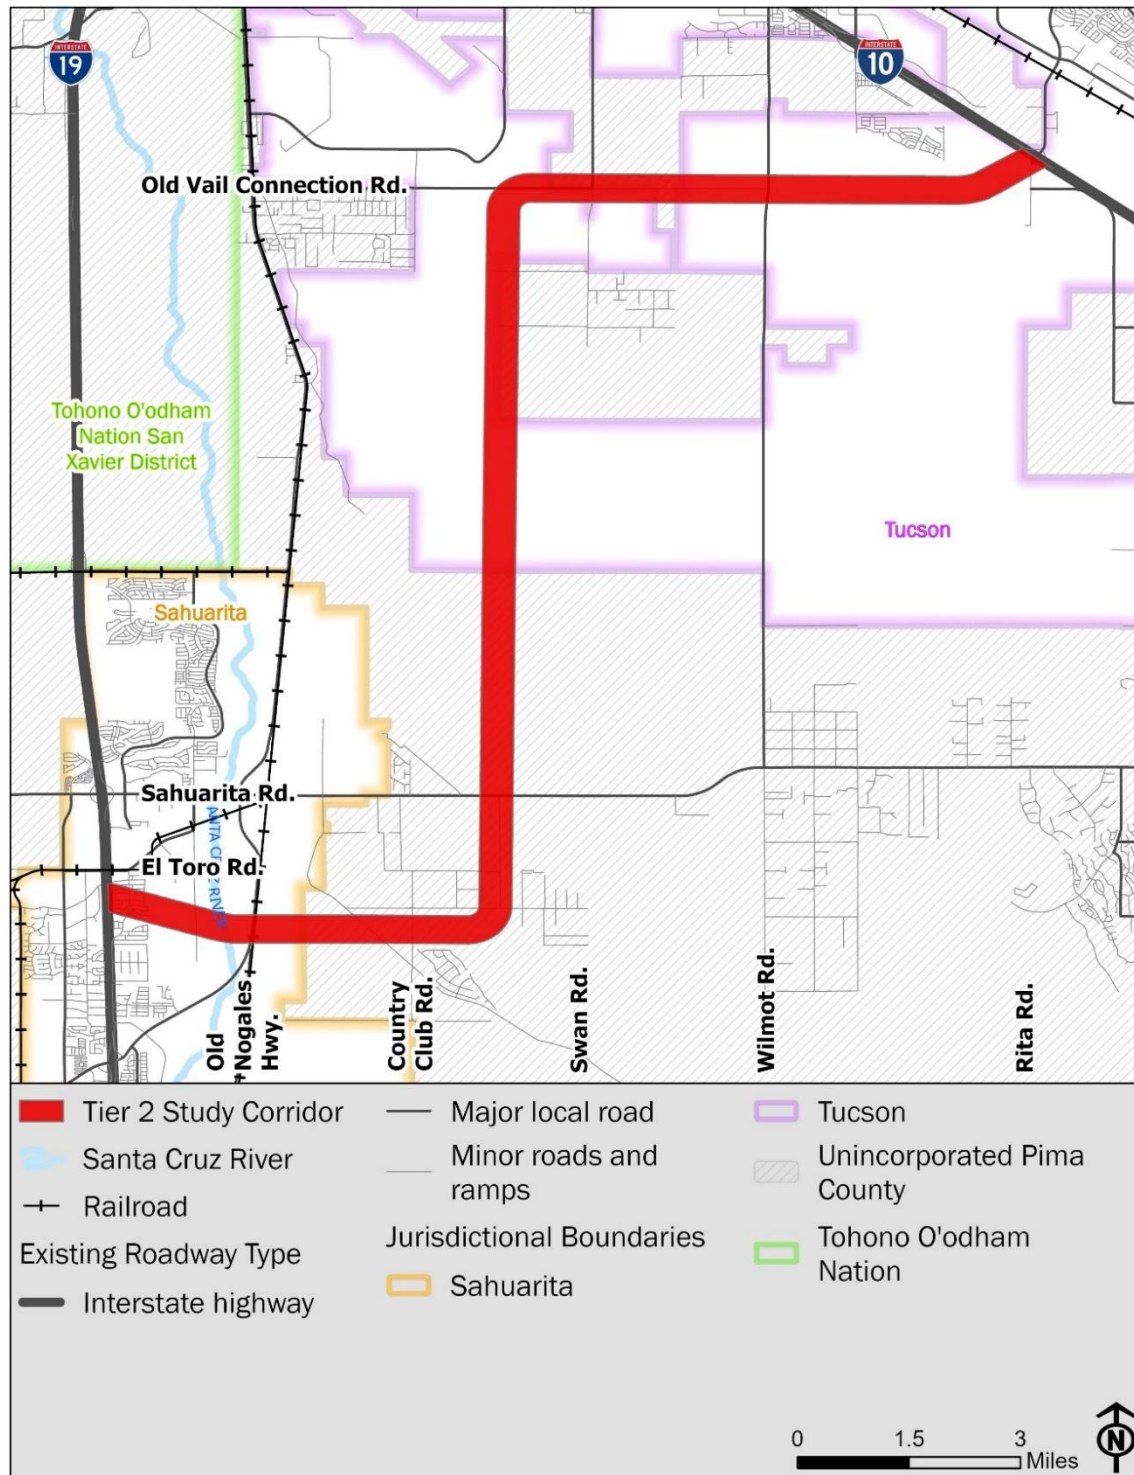 INTERSTATE
19
INTERSTATE
10
Old Vail Connection Rd.
Tohono O'odham
Nation San
Xavier District
Tucson
Sahuarita
Sahuarita Rd.
El Toro Rd.
ANTA CR
RIVER
Old
Nogales
Hwy.
Country
Club Rd.
Swan Rd.
Wilmot Rd.
Rita Rd.
Tier 2 Study Corridor
Santa Cruz River
Railroad
Existing Roadway Type
Interstate highway
Major local road
Minor roads and
ramps
Jurisdictional Boundaries
Sahuarita
Tucson
Unincorporated Pima
County
Tohono O'odham
Nation
0 1.5 3
Miles
N